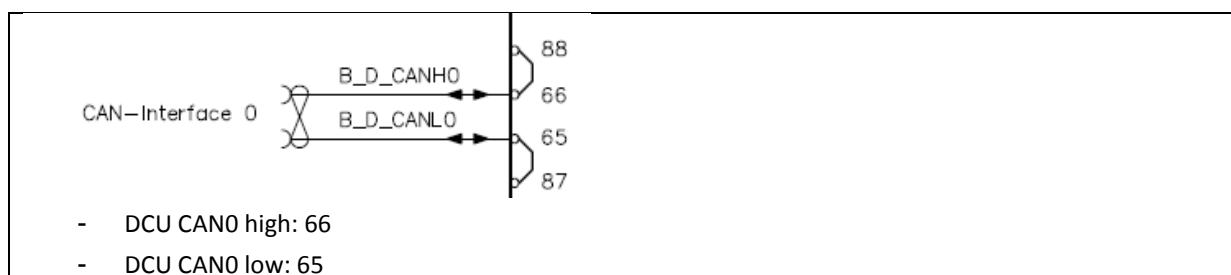 88
B_D_CANH0
66
CAN-Interface 0
B_D_CANL0
65
87
- DCU CAN0 high: 66
- DCU CAN0 low: 65